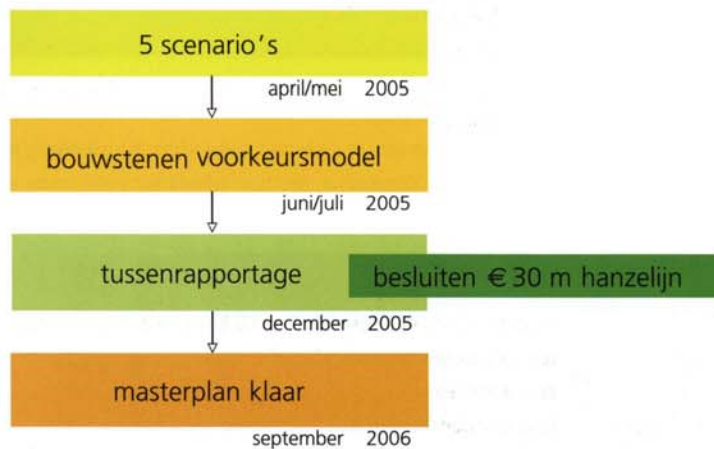 5 scenario's
april/mei 2005
bouwstenen voorkeursmodel
juni/juli 2005
tussenrapportage
besluiten € 30 m hanzelijn
december 2005
masterplan klaar
september 2006